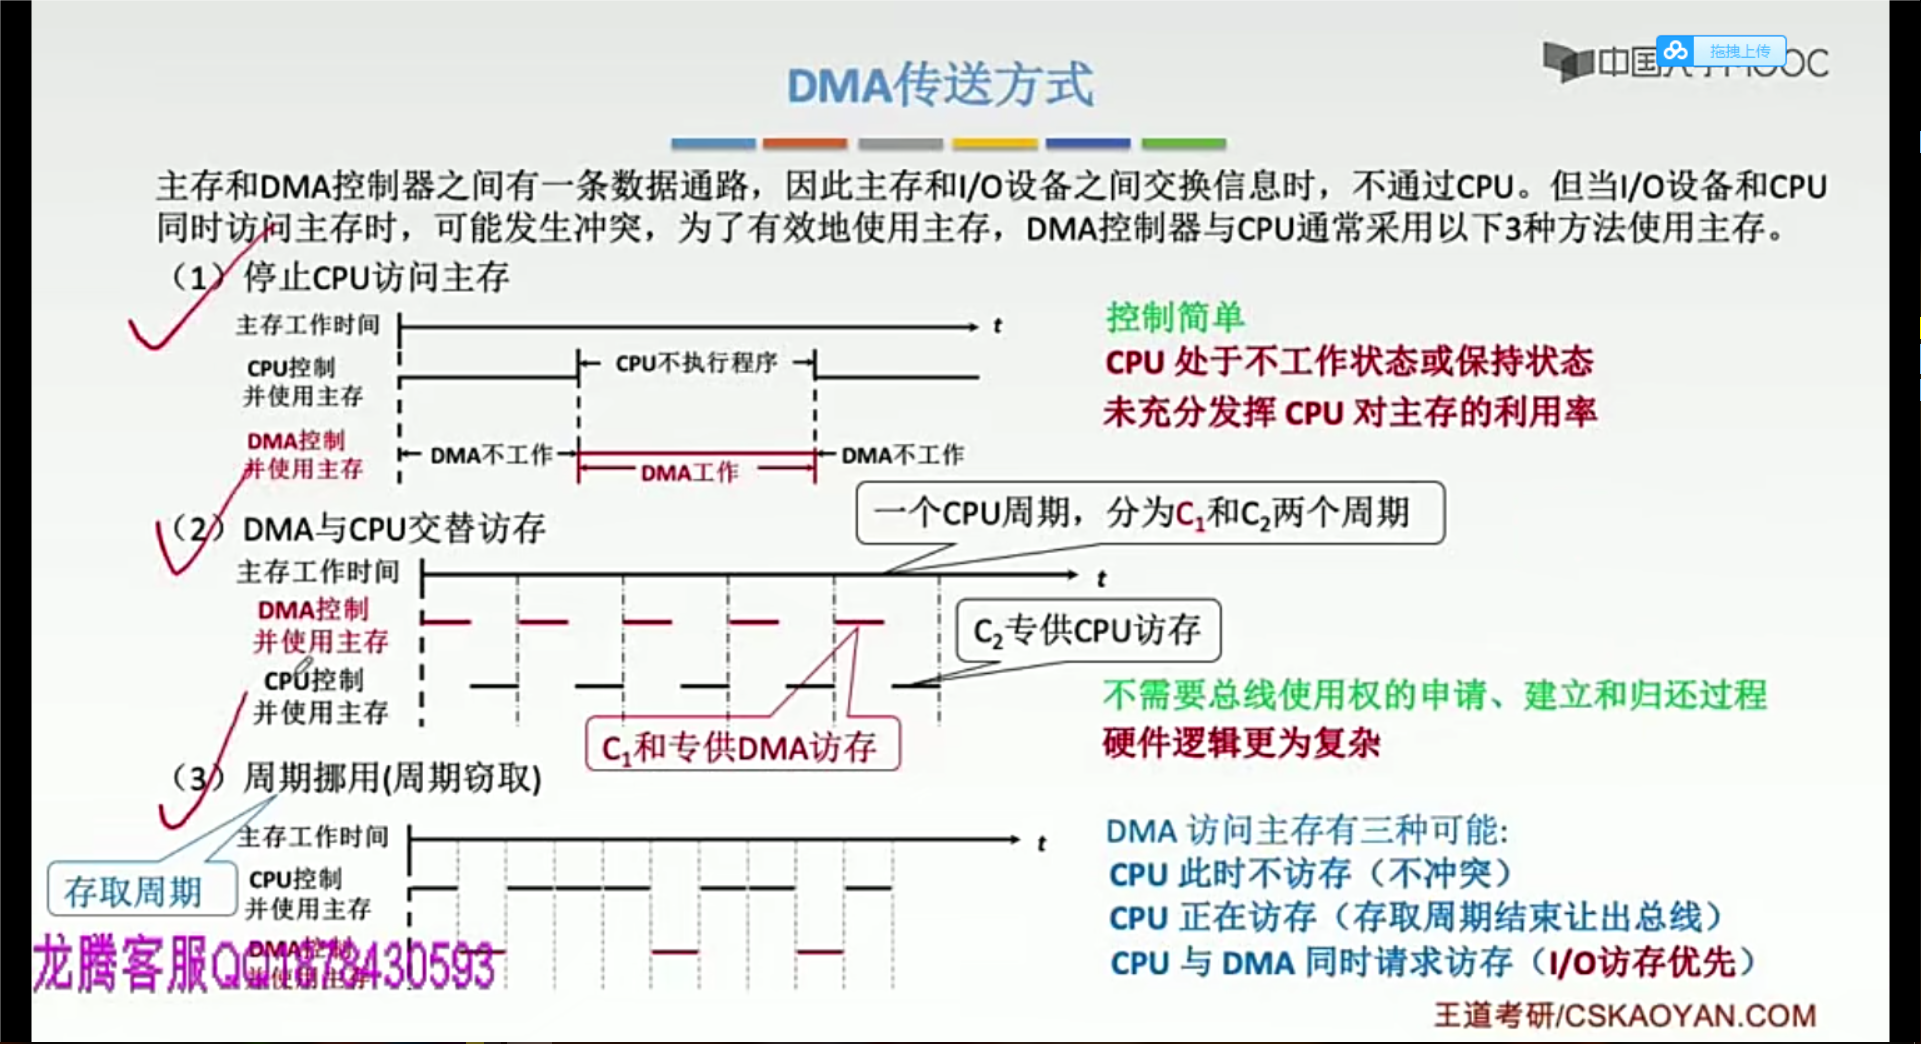 DMA传送方式
中国大学MOOC
拖拽上传
主存和DMA控制器之间有一条数据通路，因此主存和I/O设备之间交换信息时，不通过CPU。但当I/O设备和CPU
同时访问主存时，可能发生冲突，为了有效地使用主存，DMA控制器与CPU通常采用以下3种方法使用主存。
（1）停止CPU访问主存
主存工作时间
t
CPU控制
并使用主存
CPU不执行程序
DMA控制
并使用主存
DMA不工作
DMA工作
DMA不工作
控制简单
CPU 处于不工作状态或保持状态
未充分发挥 CPU 对主存的利用率
（2）DMA与CPU交替访存
一个CPU周期，分为C1和C2两个周期
主存工作时间
t
DMA控制
并使用主存
C2专供CPU访存
CPU控制
并使用主存
C1和专供DMA访存
不需要总线使用权的申请、建立和归还过程
硬件逻辑更为复杂
（3）周期挪用(周期窃取)
主存工作时间
t
存取周期
CPU控制
并使用主存
DMA控制
并使用主存
龙腾客服QQ1878430593
DMA 访问主存有三种可能:
CPU 此时不访存（不冲突）
CPU 正在访存（存取周期结束让出总线）
CPU 与 DMA 同时请求访存（I/O访存优先）
王道考研/CSKAOYAN.COM